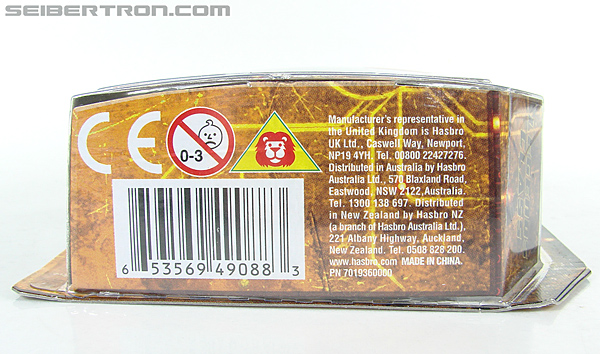 SEIBERTRON.COM
CE
0-3
Manufacturer's representative in
the United Kingdom is Hasbro
UK Ltd., Caswell Way, Newport,
NP19 4YH. Tel. 00800 22427276.
Distributed in Australia by Hasbro
Australia Ltd., 570 Blaxland Road,
Eastwood, NSW 2122, Australia.
Tel. 1300 138 697. Distributed
in New Zealand by Hasbro NZ
(a branch of Hasbro Australia Ltd.),
221 Albany Highway, Auckland,
New Zealand. Tel. 0508 828 200.
www.hasbro.com MADE IN CHINA.
PN 7019360000
6 53569 49088 3